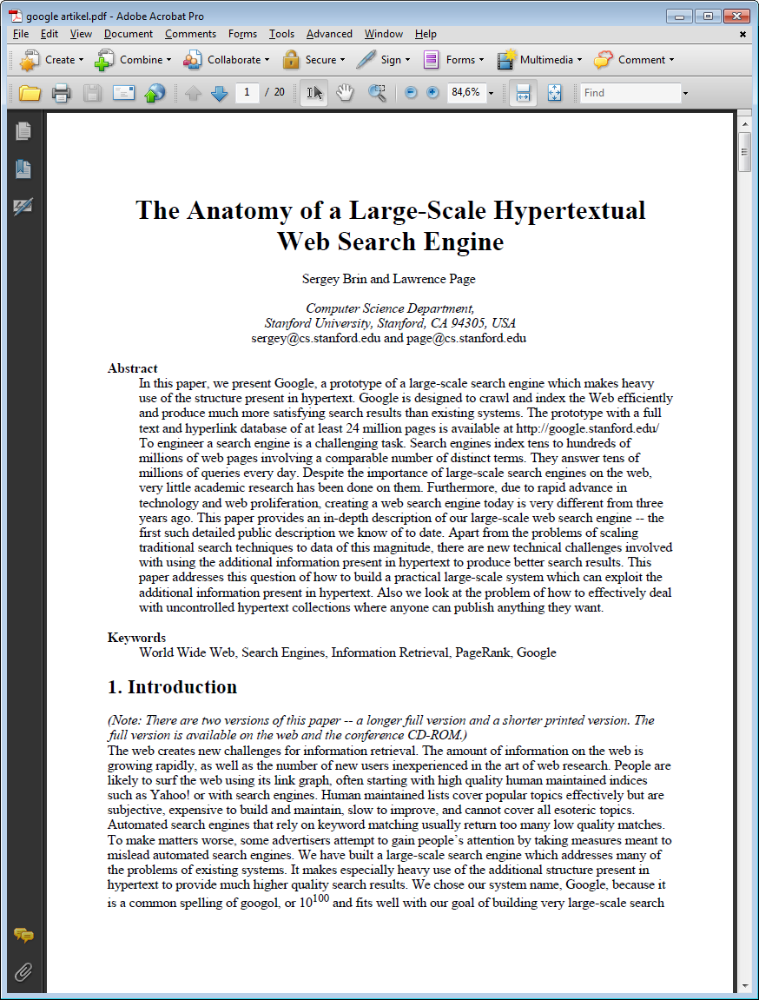 google artikel.pdf - Adobe Acrobat Pro
File Edit View Document Comments Forms Tools Advanced Window Help
Create Combine Collaborate Secure Sign Forms Multimedia Comment
1 / 20 84,6% Find
The Anatomy of a Large-Scale Hypertextual
Web Search Engine
Sergey Brin and Lawrence Page
Computer Science Department,
Stanford University, Stanford, CA 94305, USA
sergey@cs.stanford.edu and page@cs.stanford.edu
Abstract
In this paper, we present Google, a prototype of a large-scale search engine which makes heavy
use of the structure present in hypertext. Google is designed to crawl and index the Web efficiently
and produce much more satisfying search results than existing systems. The prototype with a full
text and hyperlink database of at least 24 million pages is available at http://google.stanford.edu/
To engineer a search engine is a challenging task. Search engines index tens to hundreds of
millions of web pages involving a comparable number of distinct terms. They answer tens of
millions of queries every day. Despite the importance of large-scale search engines on the web,
very little academic research has been done on them. Furthermore, due to rapid advance in
technology and web proliferation, creating a web search engine today is very different from three
years ago. This paper provides an in-depth description of our large-scale web search engine -- the
first such detailed public description we know of to date. Apart from the problems of scaling
traditional search techniques to data of this magnitude, there are new technical challenges involved
with using the additional information present in hypertext to produce better search results. This
paper addresses this question of how to build a practical large-scale system which can exploit the
additional information present in hypertext. Also we look at the problem of how to effectively deal
with uncontrolled hypertext collections where anyone can publish anything they want.
Keywords
World Wide Web, Search Engines, Information Retrieval, PageRank, Google
1. Introduction
(Note: There are two versions of this paper -- a longer full version and a shorter printed version. The
full version is available on the web and the conference CD-ROM.)
The web creates new challenges for information retrieval. The amount of information on the web is
growing rapidly, as well as the number of new users inexperienced in the art of web research. People are
likely to surf the web using its link graph, often starting with high quality human maintained indices
such as Yahoo! or with search engines. Human maintained lists cover popular topics effectively but are
subjective, expensive to build and maintain, slow to improve, and cannot cover all esoteric topics.
Automated search engines that rely on keyword matching usually return too many low quality matches.
To make matters worse, some advertisers attempt to gain people's attention by taking measures meant to
mislead automated search engines. We have built a large-scale search engine which addresses many of
the problems of existing systems. It makes especially heavy use of the additional structure present in
hypertext to provide much higher quality search results. We chose our system name, Google, because it
is a common spelling of googol, or 10¹⁰⁰ and fits well with our goal of building very large-scale search